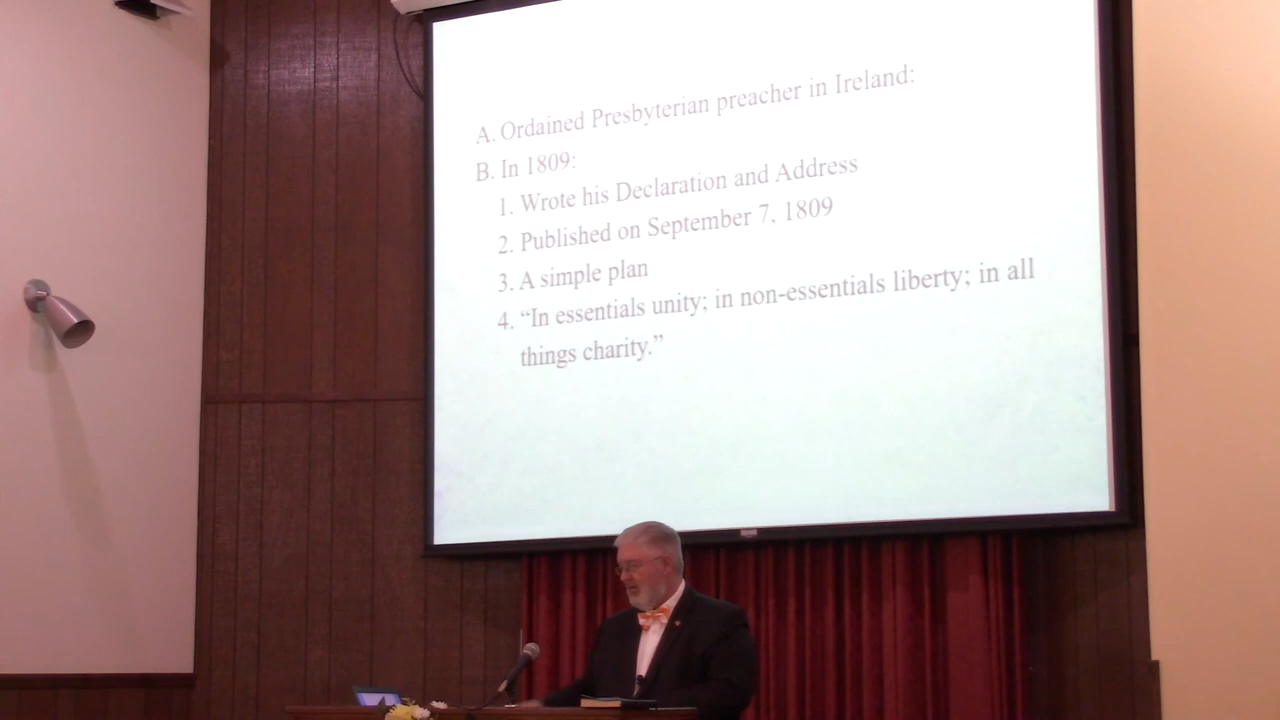 A. Ordained Presbyterian preacher in Ireland:
B. In 1809:
1. Wrote his Declaration and Address
2. Published on September 7, 1809
3. A simple plan
4. “In essentials unity; in non-essentials liberty; in all
things charity.”